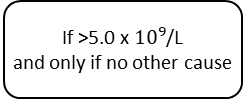 If >5.0 x 10⁹/L
and only if no other cause